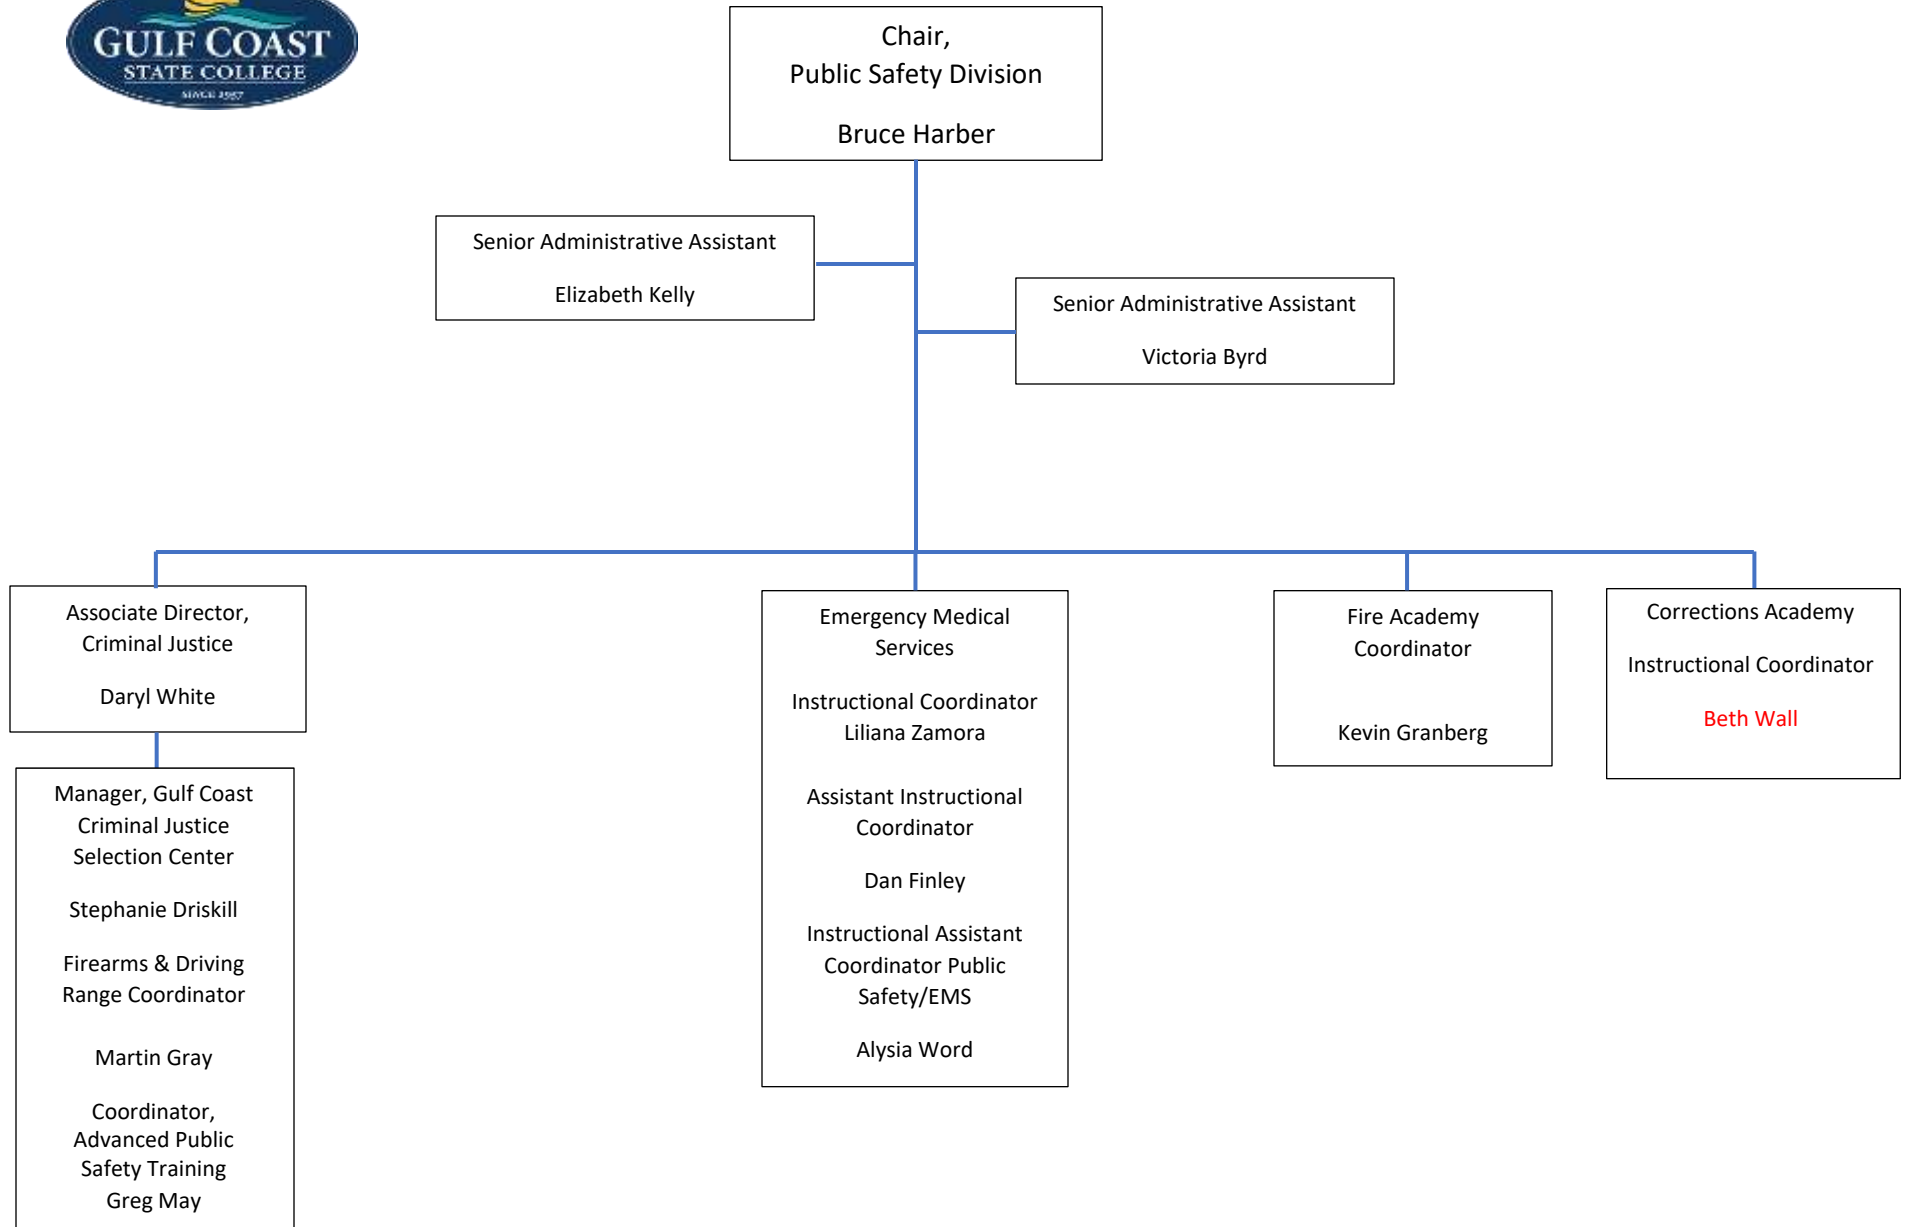 GULF COAST
STATE COLLEGE
SINCE 1957
Chair,
Public Safety Division
Bruce Harber
Senior Administrative Assistant
Elizabeth Kelly
Senior Administrative Assistant
Victoria Byrd
Associate Director,
Criminal Justice
Daryl White
Manager, Gulf Coast
Criminal Justice
Selection Center
Stephanie Driskill
Firearms & Driving
Range Coordinator
Martin Gray
Coordinator,
Advanced Public
Safety Training
Greg May
Emergency Medical
Services
Instructional Coordinator
Liliana Zamora
Assistant Instructional
Coordinator
Dan Finley
Instructional Assistant
Coordinator Public
Safety/EMS
Alysia Word
Fire Academy
Coordinator
Kevin Granberg
Corrections Academy
Instructional Coordinator
Beth Wall